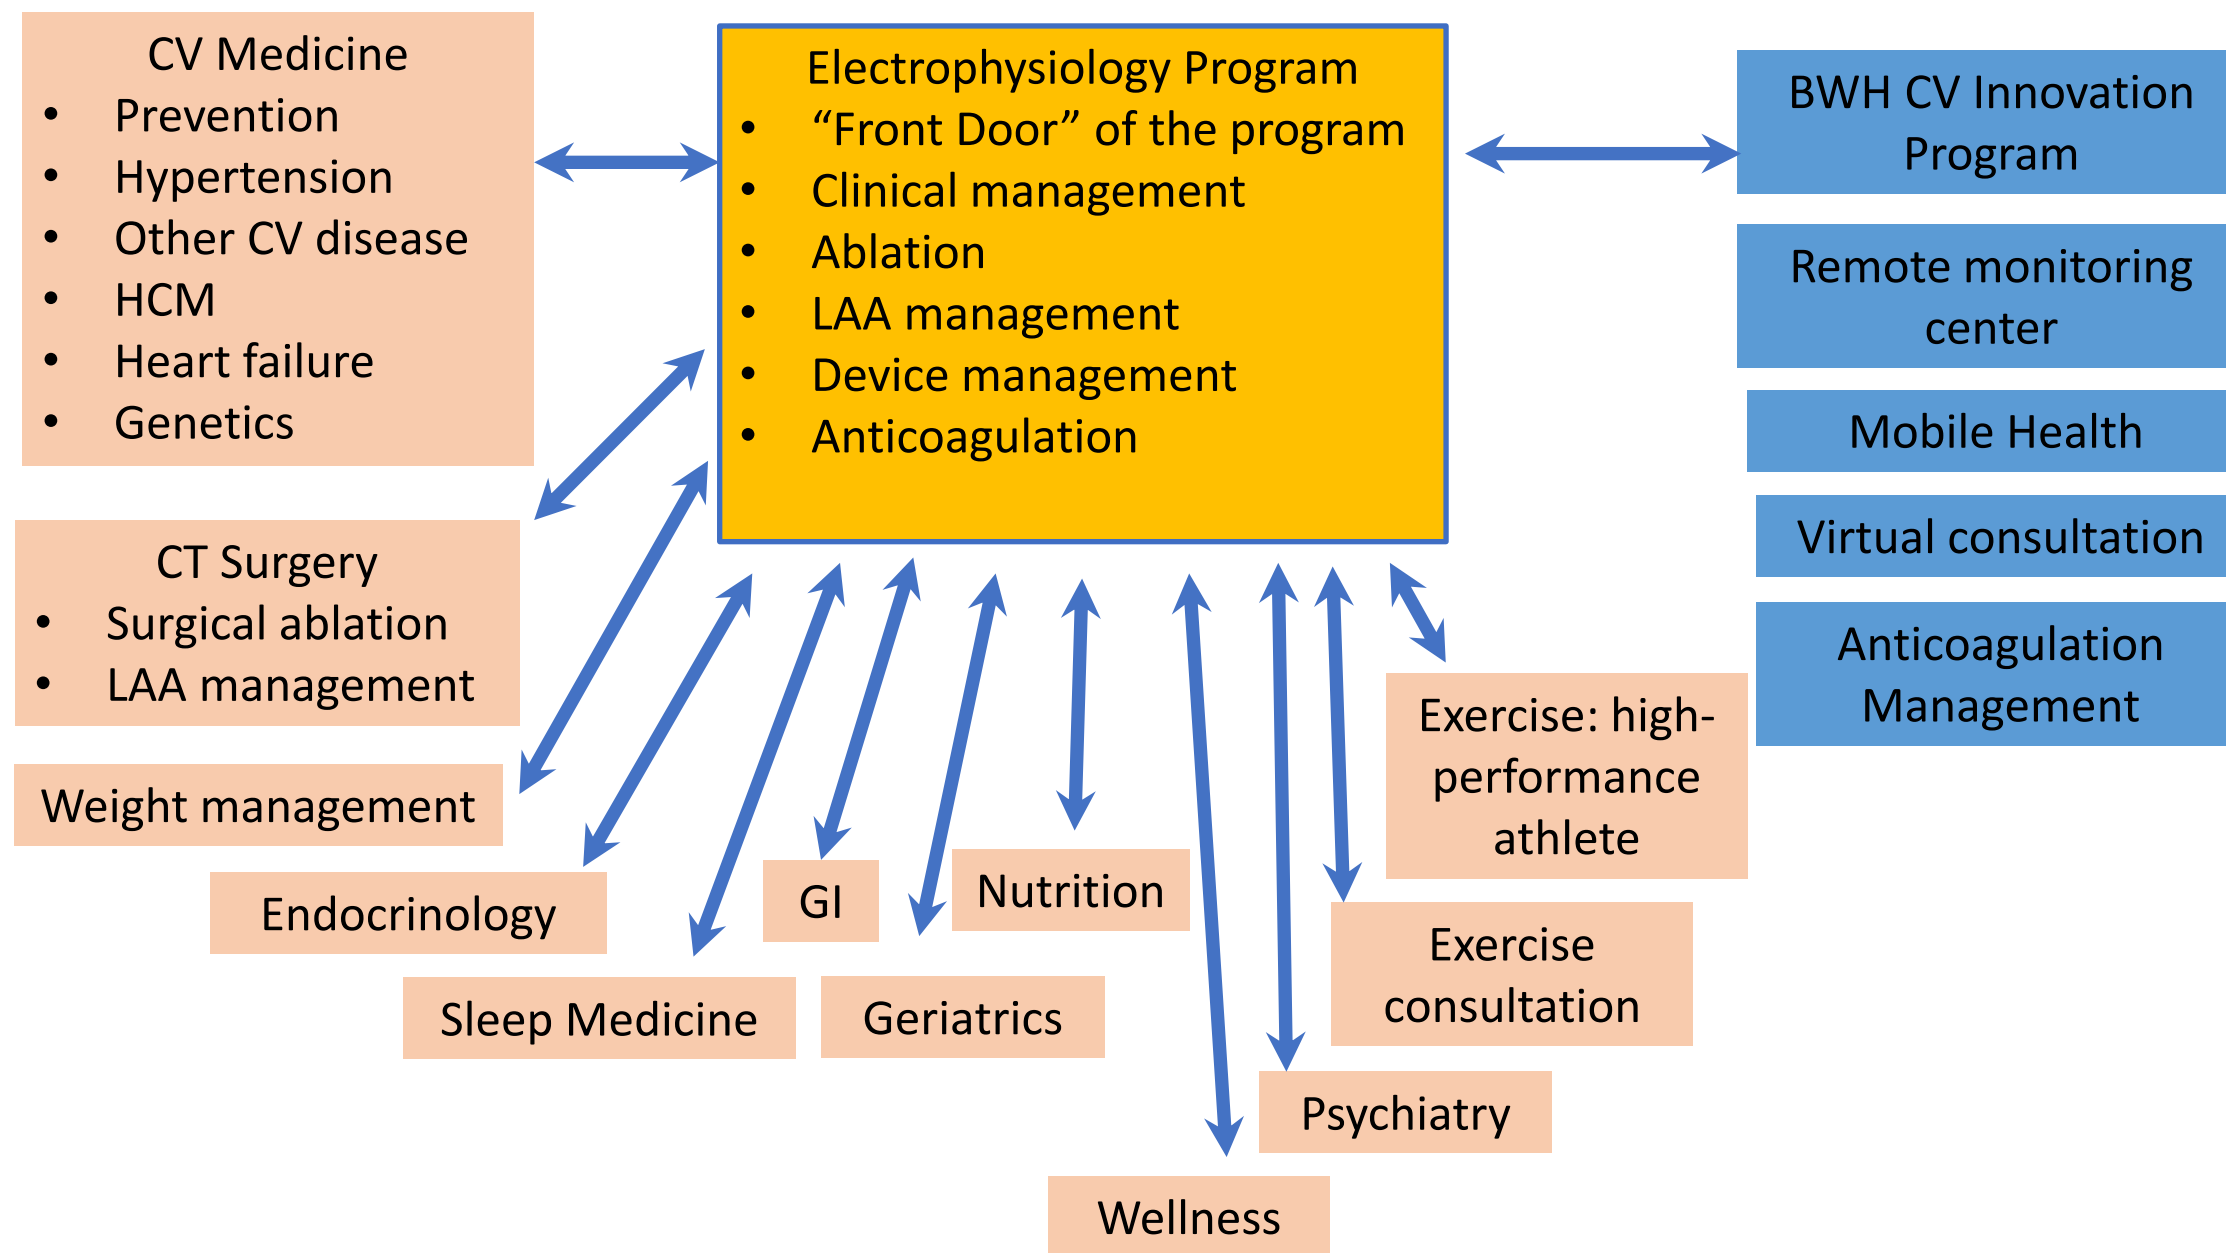 CV Medicine
• Prevention
• Hypertension
• Other CV disease
• HCM
• Heart failure
• Genetics
Electrophysiology Program
• “Front Door” of the program
• Clinical management
• Ablation
• LAA management
• Device management
• Anticoagulation
BWH CV Innovation
Program
Remote monitoring
center
Mobile Health
Virtual consultation
Anticoagulation
Management
CT Surgery
• Surgical ablation
• LAA management
Weight management
Endocrinology
Sleep Medicine
GI
Geriatrics
Nutrition
Wellness
Psychiatry
Exercise
consultation
Exercise: high-
performance
athlete